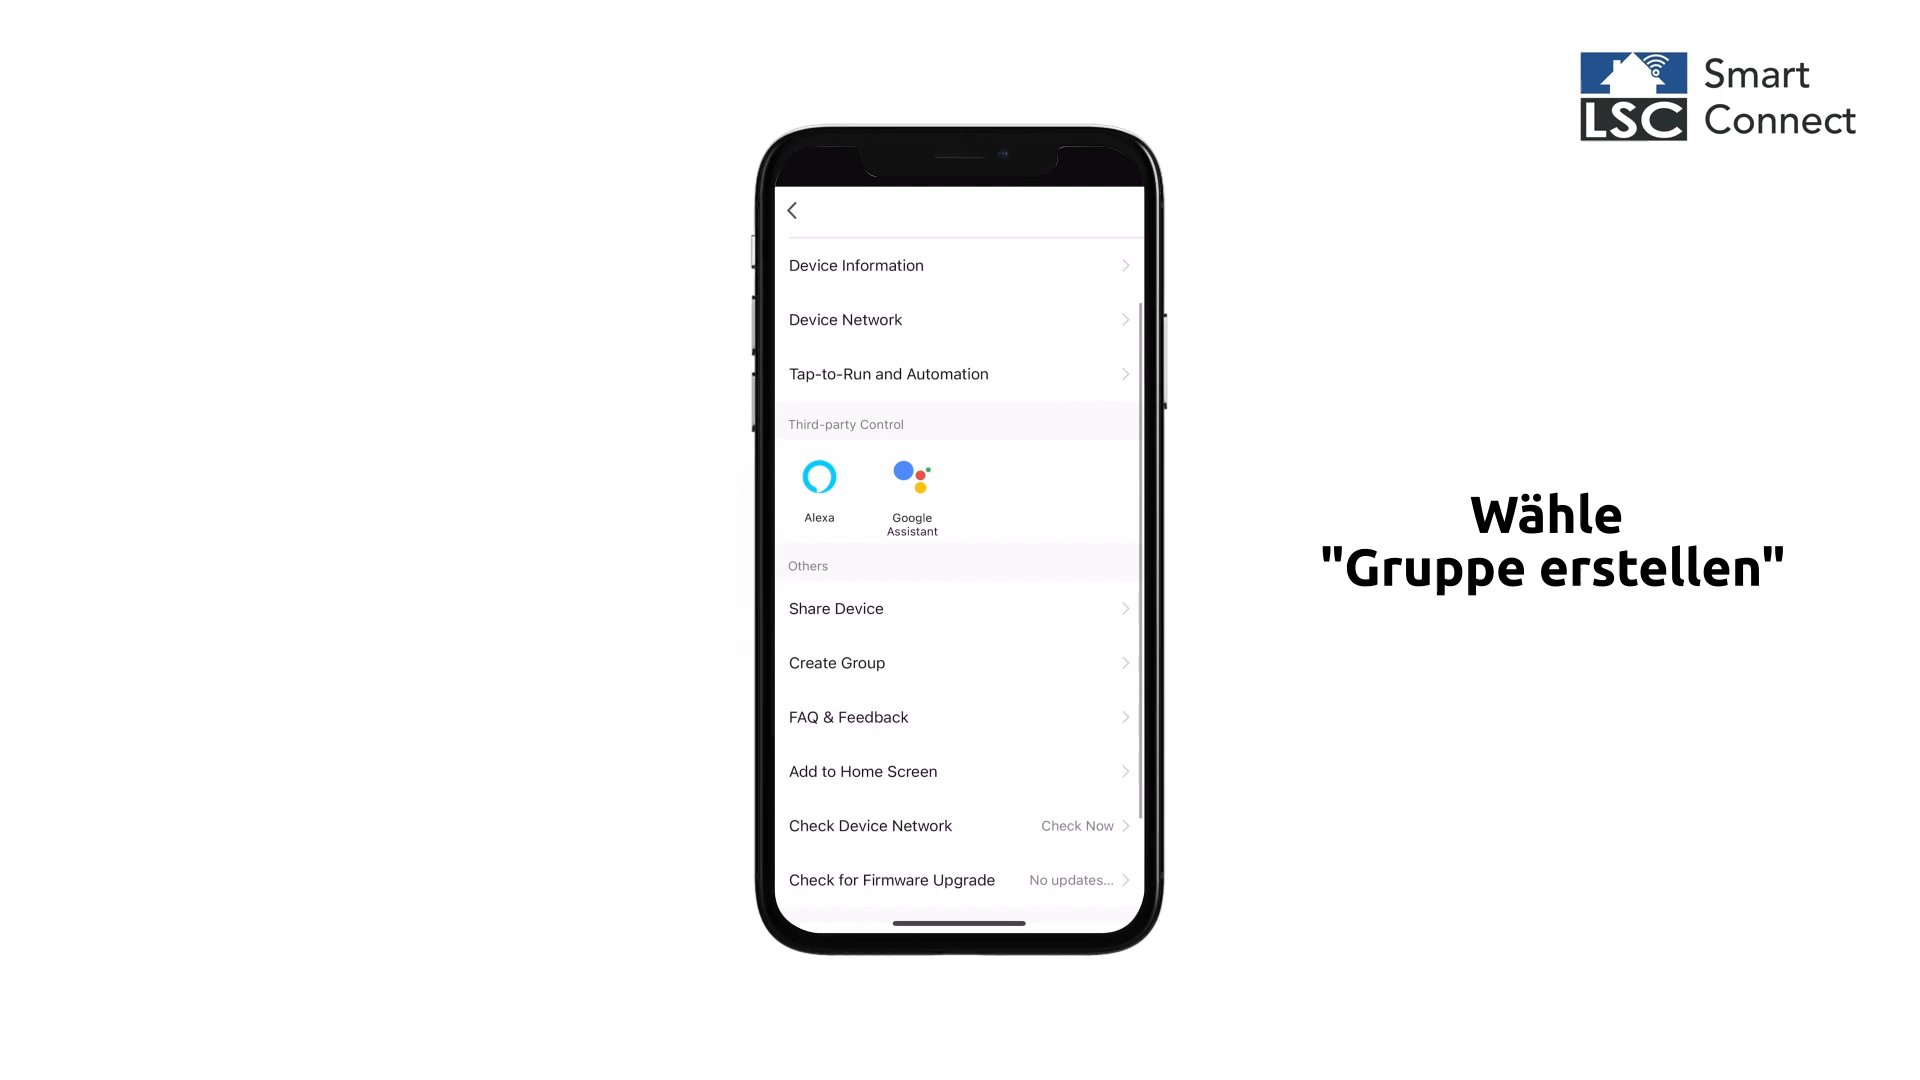 LSC Smart
Connect
Device Information
Device Network
Tap-to-Run and Automation
Third-party Control
Alexa
Google
Assistant
Others
Share Device
Create Group
FAQ & Feedback
Add to Home Screen
Check Device Network Check Now
Check for Firmware Upgrade No updates...
Wähle
"Gruppe erstellen"